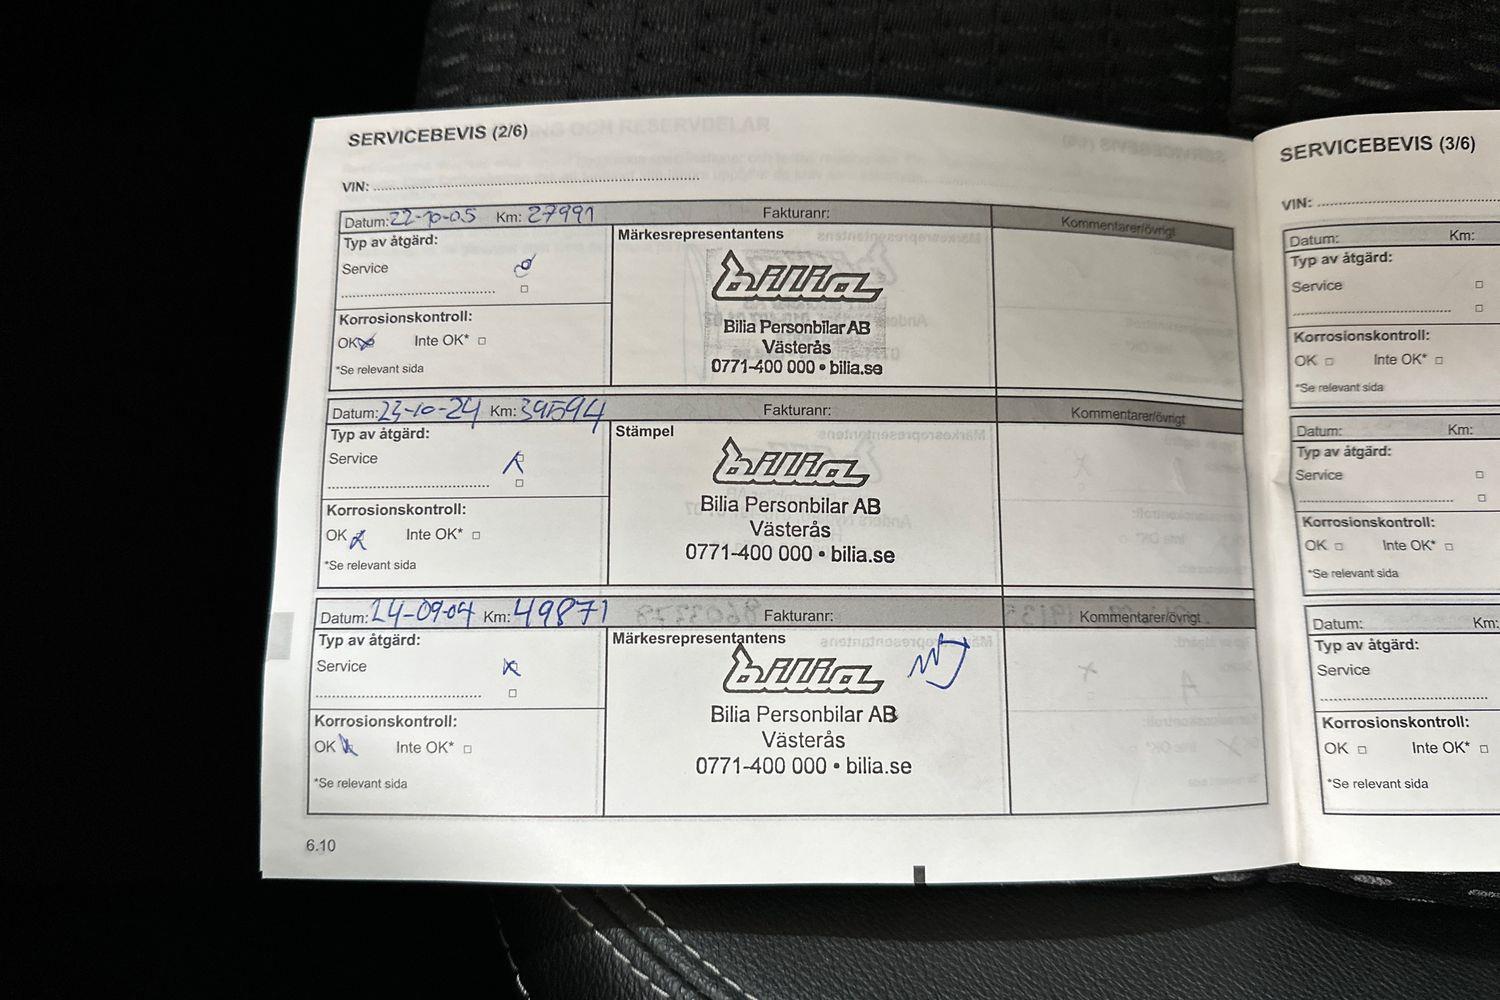 SERVICEBEVIS (2/6)
VIN:
Datum: 22-10-05 Km: 27991 Fakturanr: Kommentarer/övrigt
Typ av åtgärd:
Service
Korrosionskontroll:
OK Inte OK*
*Se relevant sida
Märkesrepresentantens
bilia
Bilia Personbilar AB
Västerås
0771-400 000 • bilia.se
Datum: 23-10-24 Km: 39594 Fakturanr: Kommentarer/övrigt
Typ av åtgärd:
Service
Korrosionskontroll:
OK Inte OK*
*Se relevant sida
Stämpel
bilia
Bilia Personbilar AB
Västerås
0771-400 000 • bilia.se
Datum: 24-09-04 Km: 49871 Fakturanr: Kommentarer/övrigt
Typ av åtgärd:
Service
Korrosionskontroll:
OK Inte OK*
*Se relevant sida
Märkesrepresentantens
bilia
Bilia Personbilar AB
Västerås
0771-400 000 • bilia.se
6.10
SERVICEBEVIS (3/6)
VIN:
Datum: Km:
Typ av åtgärd:
Service
Korrosionskontroll:
OK Inte OK*
*Se relevant sida
Datum: Km:
Typ av åtgärd:
Service
Korrosionskontroll:
OK Inte OK*
*Se relevant sida
Datum: Km:
Typ av åtgärd:
Service
Korrosionskontroll:
OK Inte OK*
*Se relevant sida